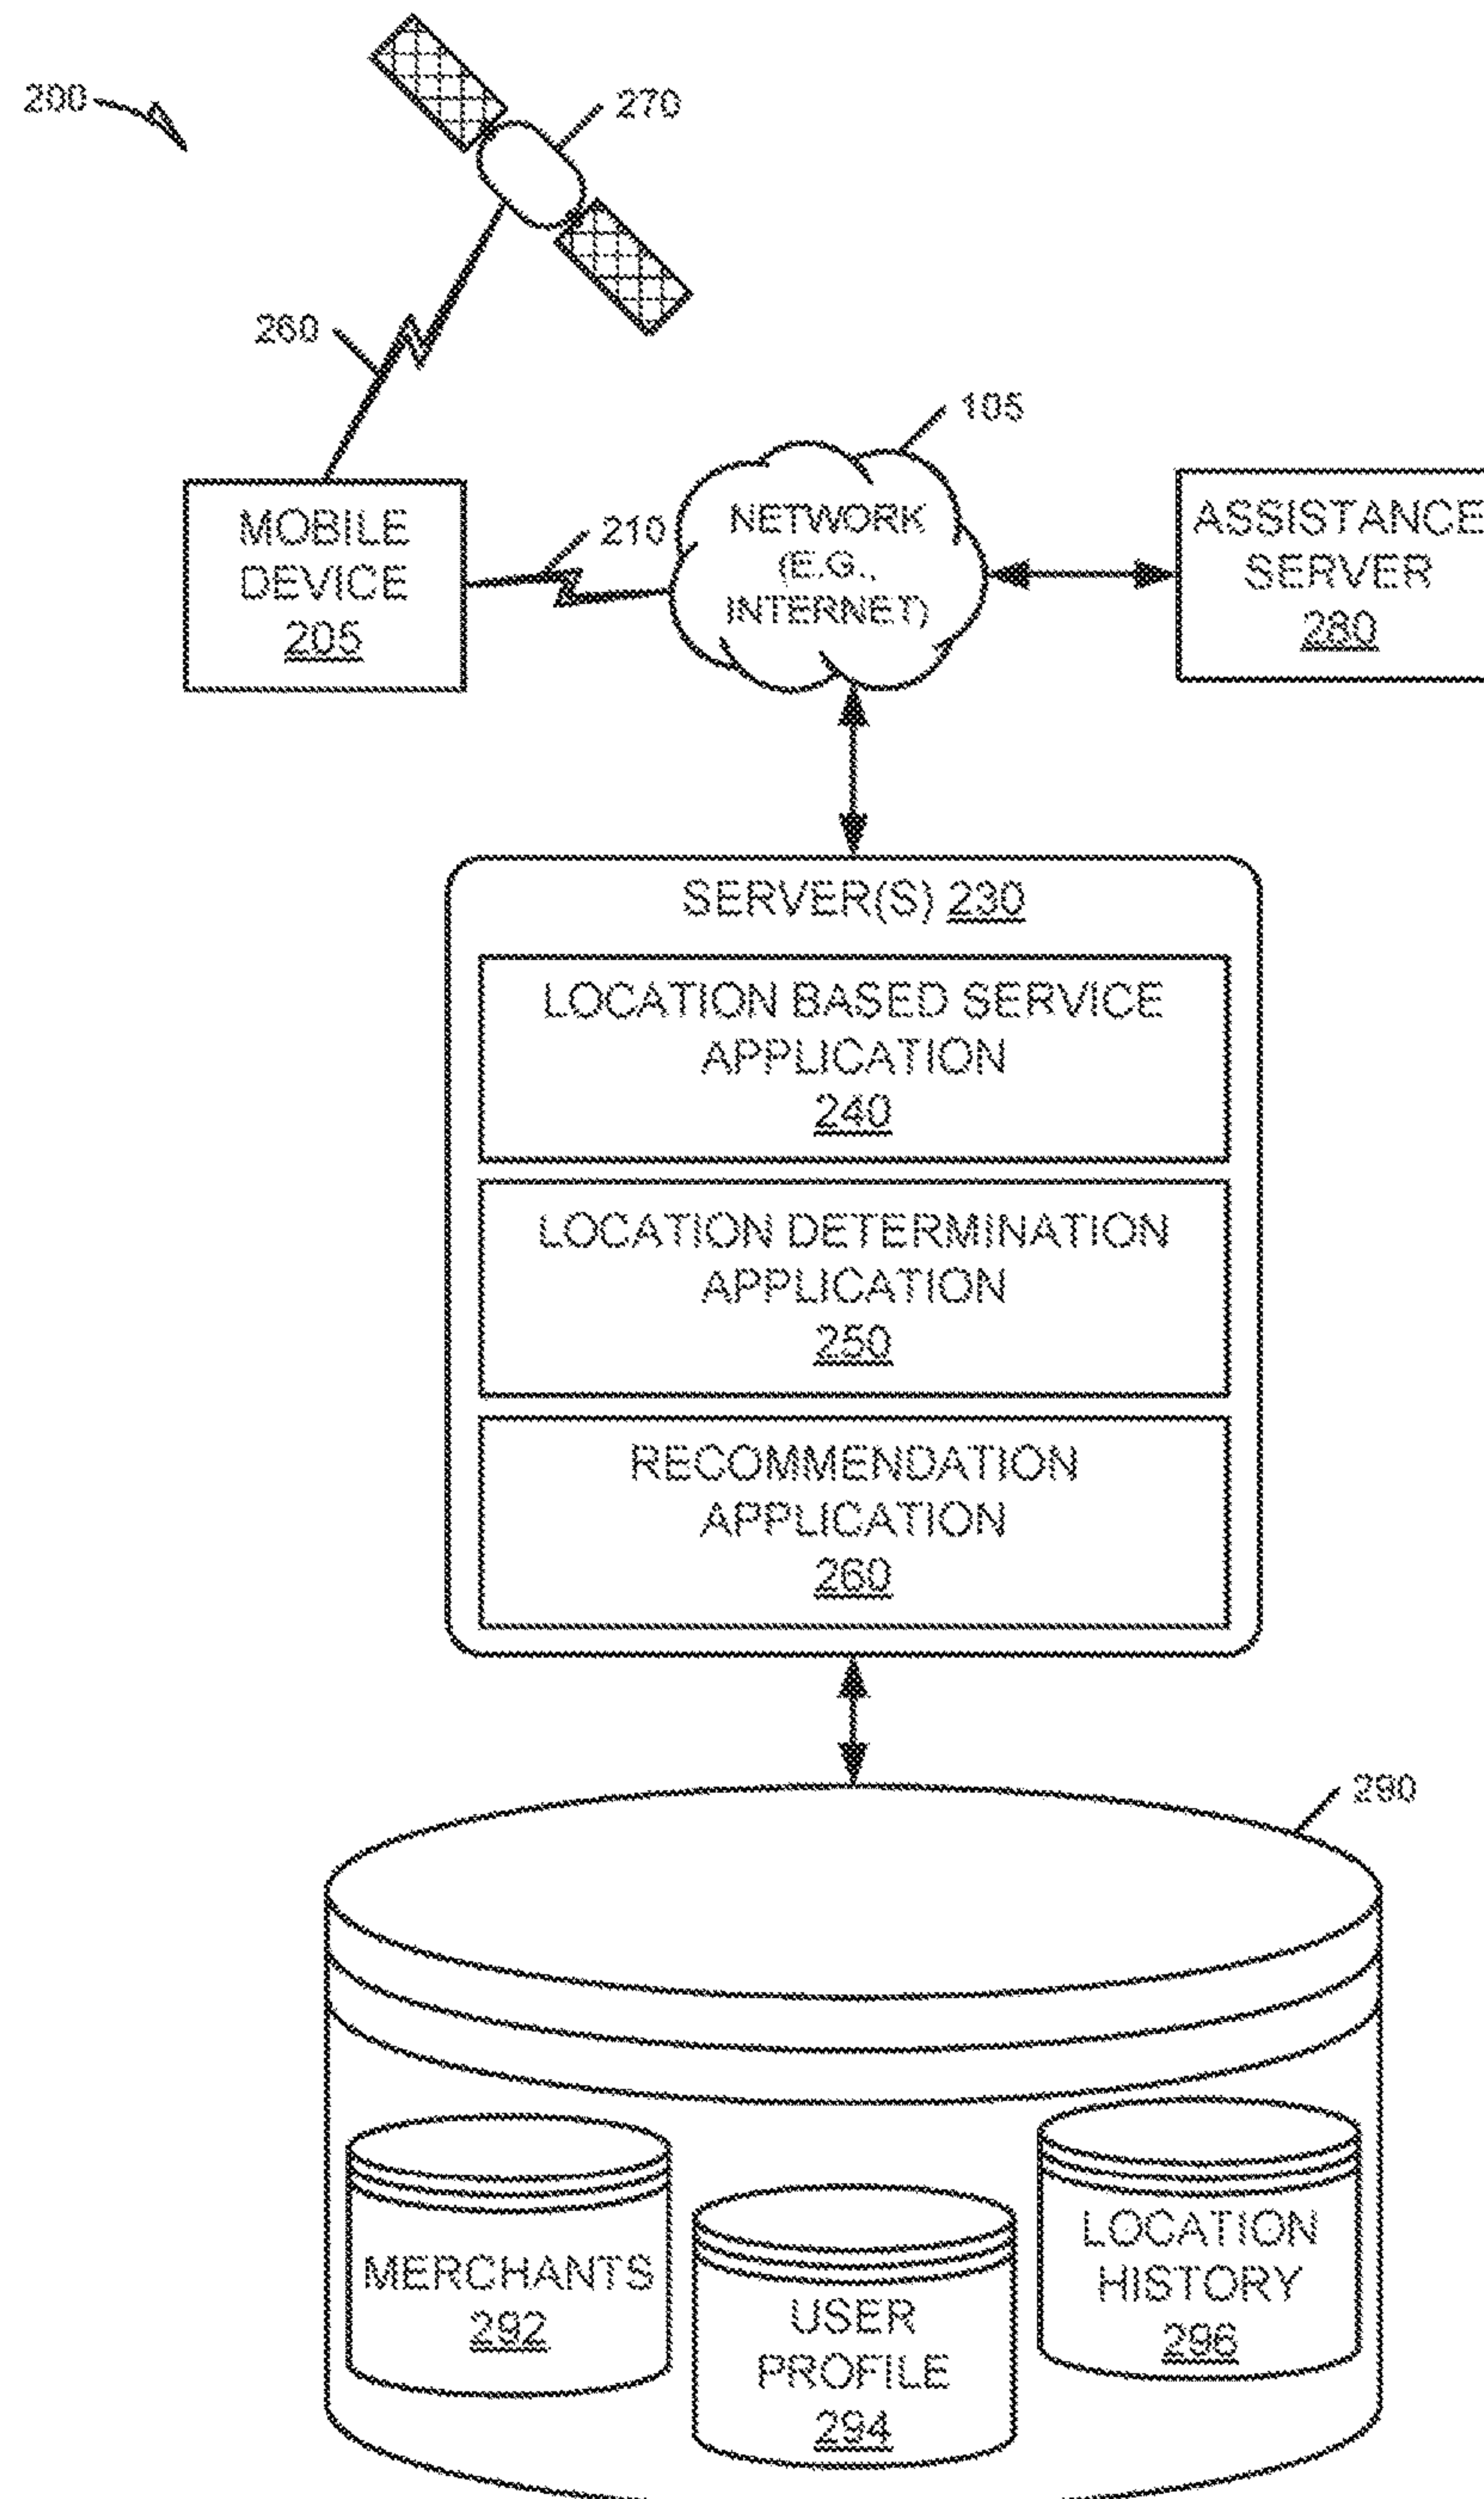 200
270
260
105
210
MOBILE
DEVICE
205
NETWORK
(E.G.,
INTERNET)
ASSISTANCE
SERVER
280
SERVER(S) 230
LOCATION BASED SERVICE
APPLICATION
240
LOCATION DETERMINATION
APPLICATION
250
RECOMMENDATION
APPLICATION
260
290
MERCHANTS
292
USER
PROFILE
294
LOCATION
HISTORY
296